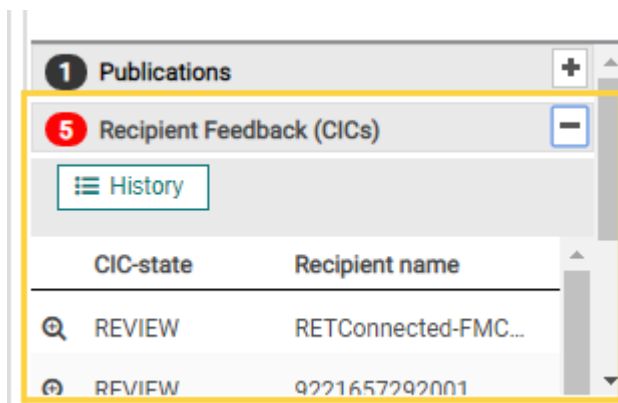 1 Publications
5 Recipient Feedback (CICs)
History
CIC-state Recipient name
REVIEW RETConnected-FMC...
REVIEW 9221657292001